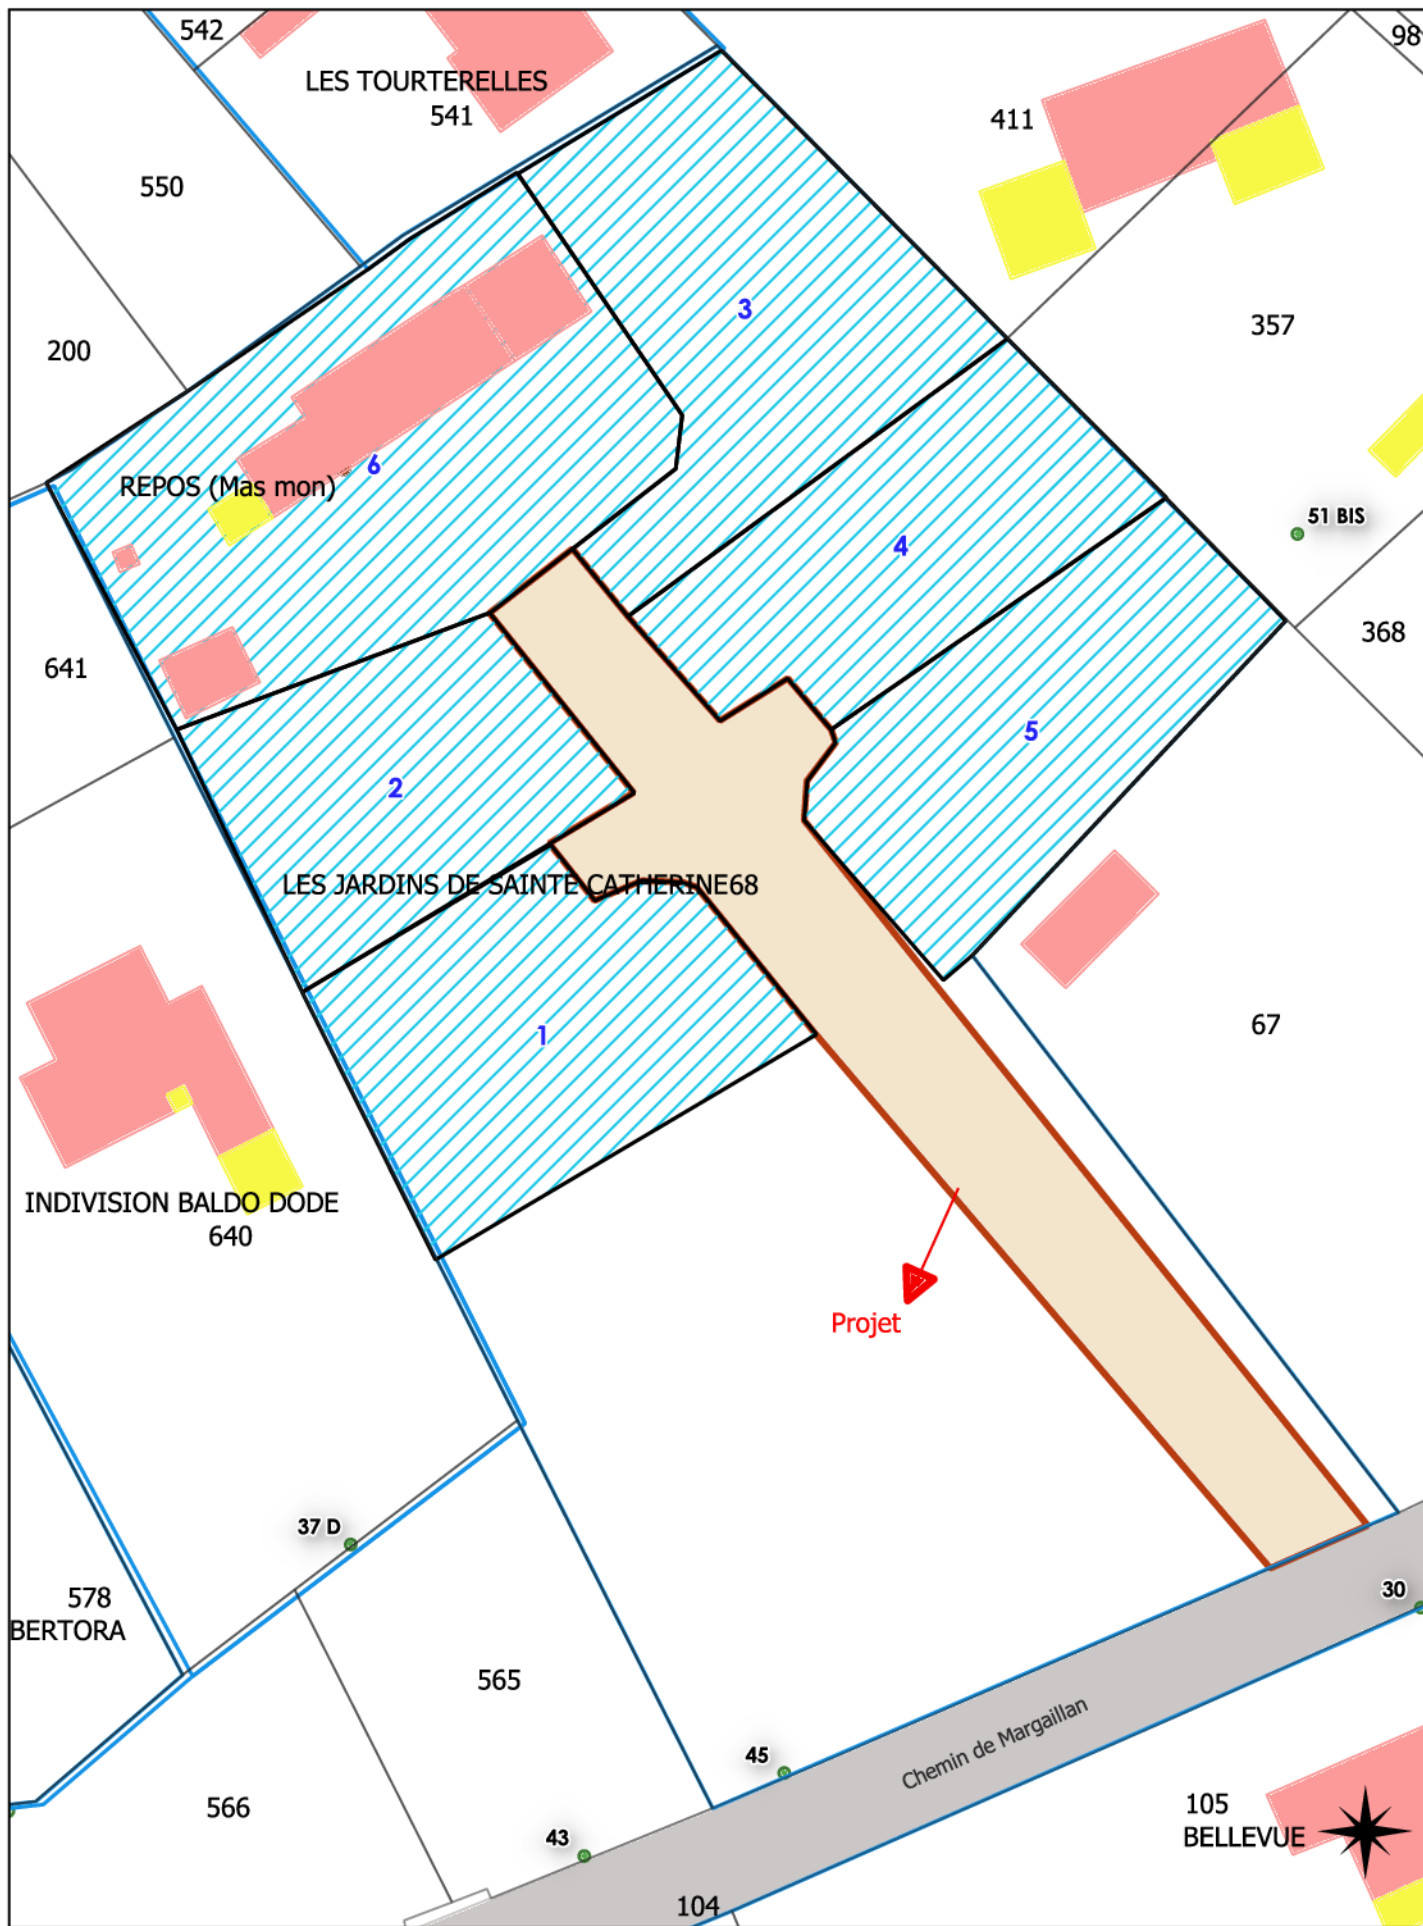 542
98
LES TOURTERELLES
541
411
550
3
357
200
6
REPOS (Mas mon)
51 BIS
4
368
641
5
2
LES JARDINS DE SAINTE CATHERINE68
67
1
INDIVISION BALDO DODE
640
Projet
37 D
30
578
BERTORA
565
Chemin de Margaillan
45
566
105
BELLEVUE
43
104